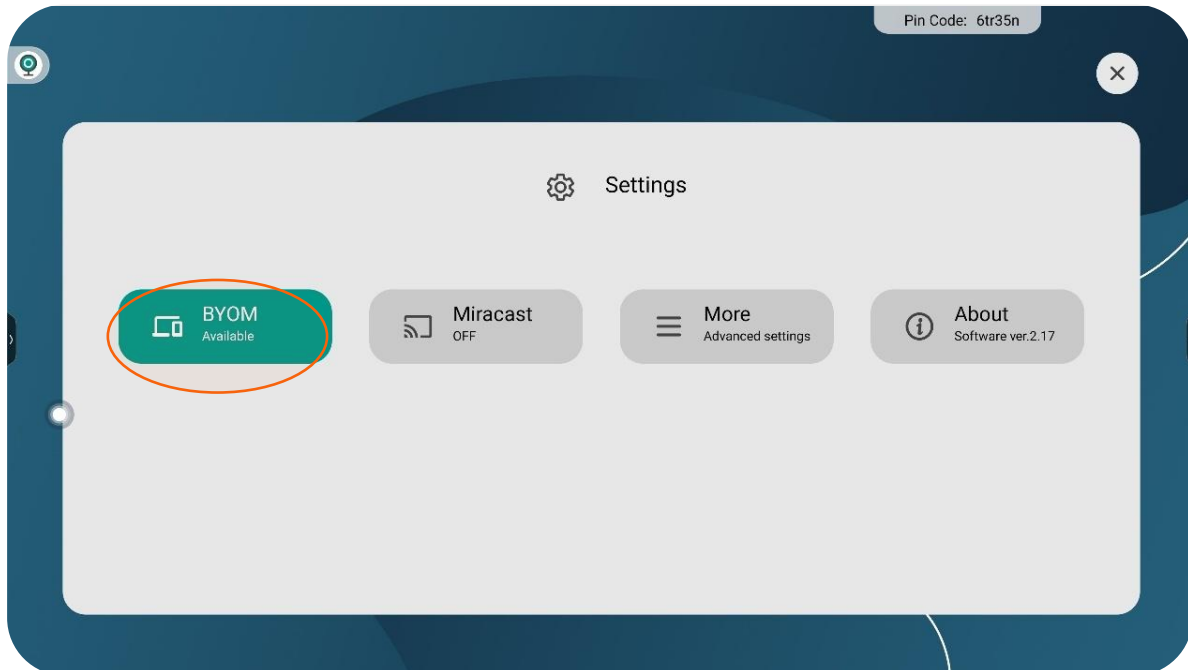 Pin Code: 6tr35n
Settings
BYOM
Available
Miracast
OFF
More
Advanced settings
About
Software ver.2.17